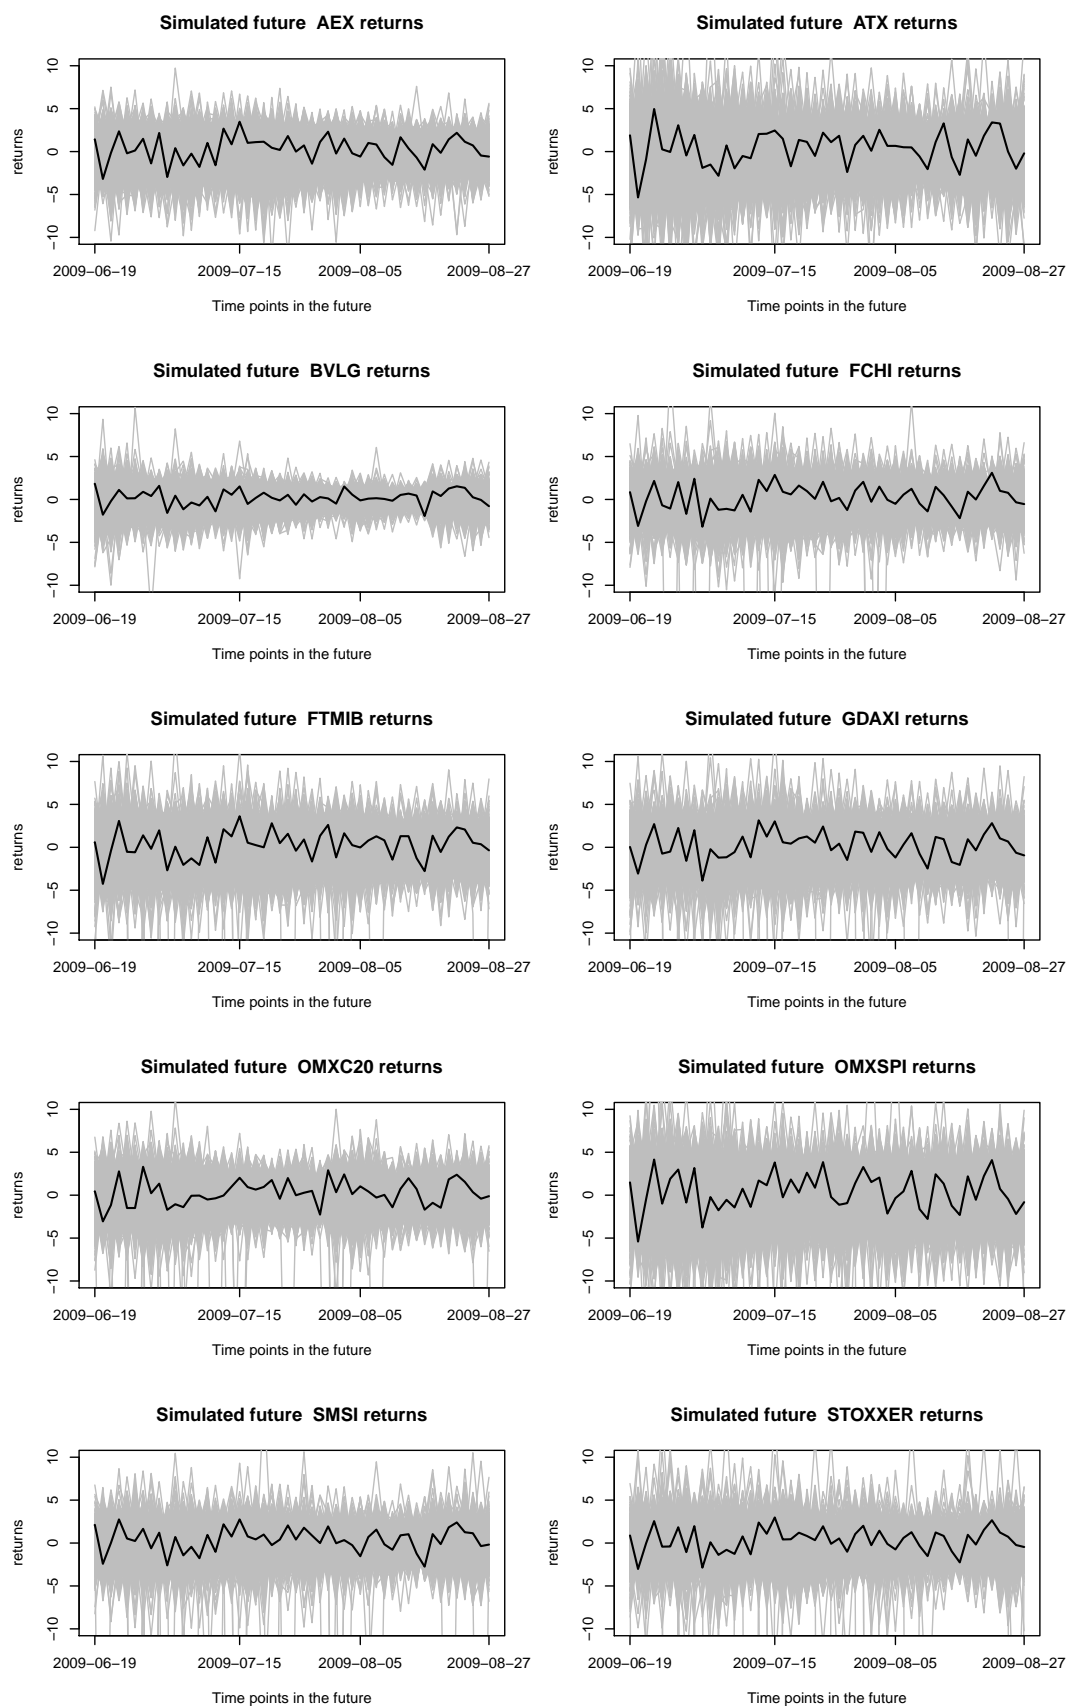 Simulated future AEX returns
returns
10
5
0
−5
−10
2009−06−19 2009−07−15 2009−08−05 2009−08−27
Time points in the future
Simulated future ATX returns
returns
10
5
0
−5
−10
2009−06−19 2009−07−15 2009−08−05 2009−08−27
Time points in the future
Simulated future BVLG returns
returns
10
5
0
−5
−10
2009−06−19 2009−07−15 2009−08−05 2009−08−27
Time points in the future
Simulated future FCHI returns
returns
10
5
0
−5
−10
2009−06−19 2009−07−15 2009−08−05 2009−08−27
Time points in the future
Simulated future FTMIB returns
returns
10
5
0
−5
−10
2009−06−19 2009−07−15 2009−08−05 2009−08−27
Time points in the future
Simulated future GDAXI returns
returns
10
5
0
−5
−10
2009−06−19 2009−07−15 2009−08−05 2009−08−27
Time points in the future
Simulated future OMXC20 returns
returns
10
5
0
−5
−10
2009−06−19 2009−07−15 2009−08−05 2009−08−27
Time points in the future
Simulated future OMXSPI returns
returns
10
5
0
−5
−10
2009−06−19 2009−07−15 2009−08−05 2009−08−27
Time points in the future
Simulated future SMSI returns
returns
10
5
0
−5
−10
2009−06−19 2009−07−15 2009−08−05 2009−08−27
Time points in the future
Simulated future STOXXER returns
returns
10
5
0
−5
−10
2009−06−19 2009−07−15 2009−08−05 2009−08−27
Time points in the future